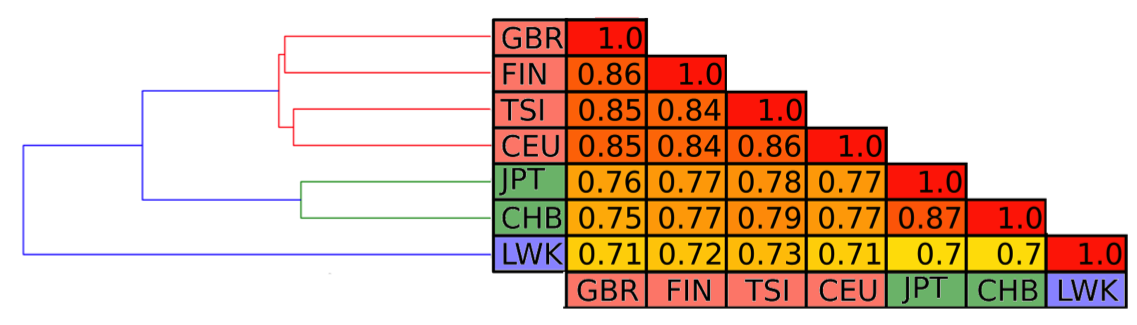 GBR 1.0
FIN 0.86 1.0
TSI 0.85 0.84 1.0
CEU 0.85 0.84 0.86 1.0
JPT 0.76 0.77 0.78 0.77 1.0
CHB 0.75 0.77 0.79 0.77 0.87 1.0
LWK 0.71 0.72 0.73 0.71 0.7 0.7 1.0
GBR FIN TSI CEU JPT CHB LWK